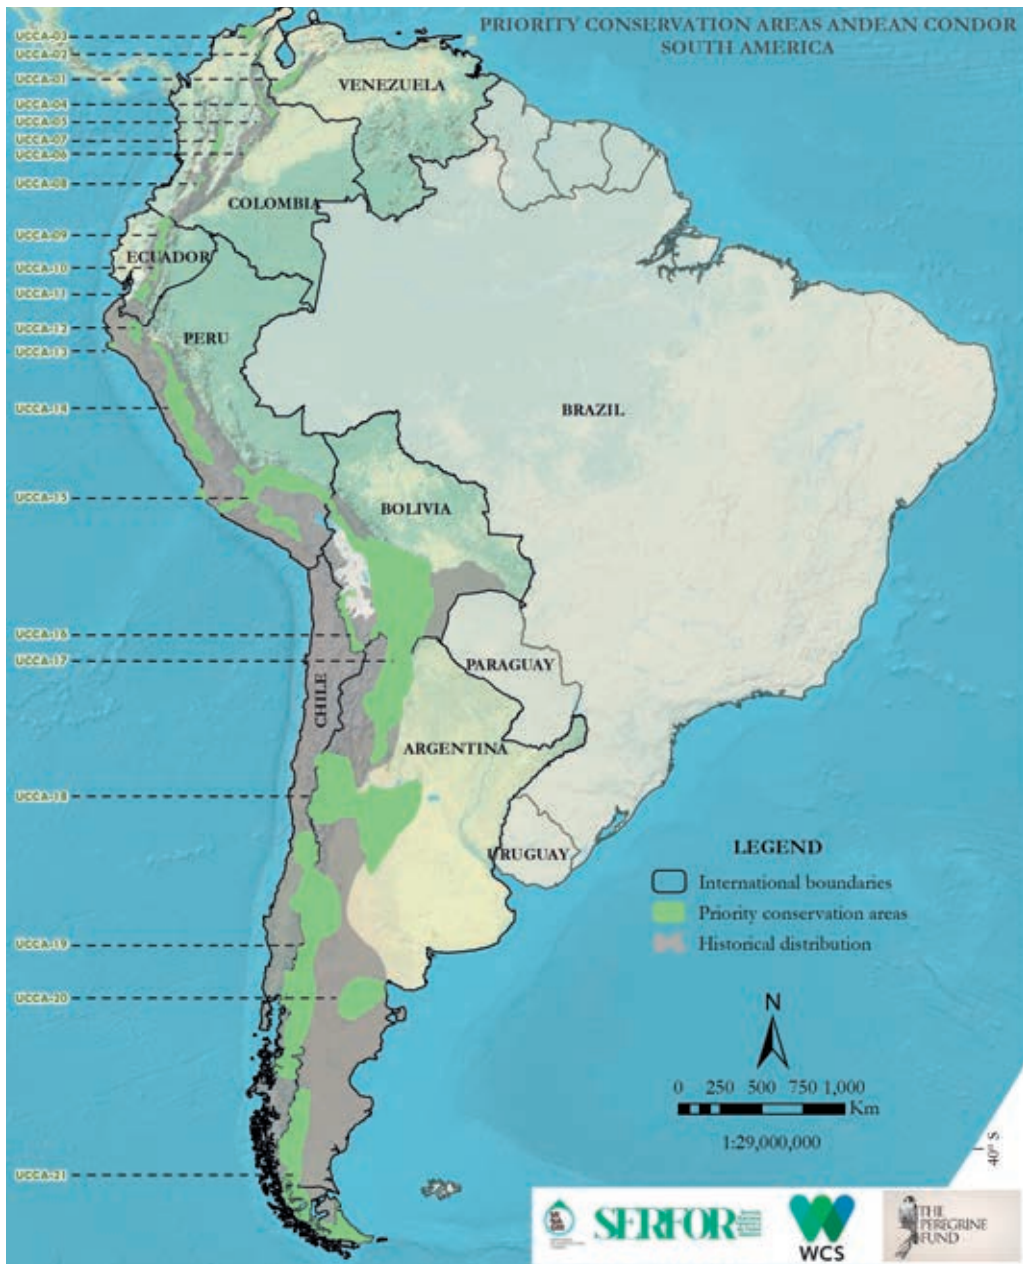 PRIORITY CONSERVATION AREAS ANDEAN CONDOR
SOUTH AMERICA
UCCA-03
UCCA-02
UCCA-01
UCCA-04
UCCA-05
UCCA-07
UCCA-06
UCCA-08
UCCA-09
UCCA-10
UCCA-11
UCCA-12
UCCA-13
UCCA-14
UCCA-15
UCCA-16
UCCA-17
UCCA-18
UCCA-19
UCCA-20
UCCA-21
VENEZUELA
COLOMBIA
ECUADOR
PERU
BRAZIL
BOLIVIA
PARAGUAY
CHILE
ARGENTINA
URUGUAY
LEGEND
International boundaries
Priority conservation areas
Historical distribution
N
0 250 500 750 1,000
Km
1:29,000,000
40° S
SERFOR
WCS
THE
PEREGRINE
FUND